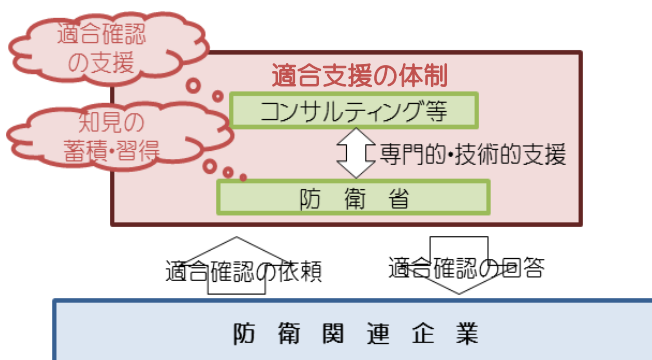 適合確認
の支援
適合支援の体制
コンサルティング等
知見の
蓄積・習得
専門的・技術的支援
防衛省
適合確認の依頼
適合確認の回答
防衛関連企業